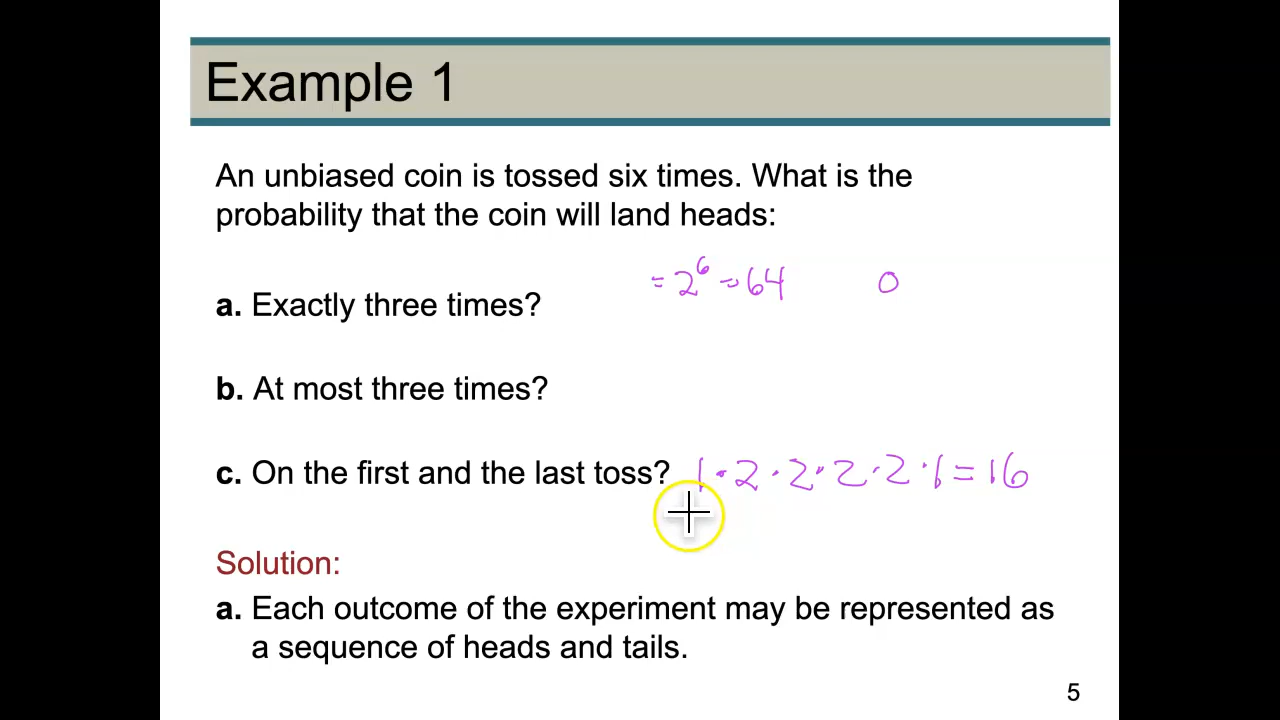 Example 1
An unbiased coin is tossed six times. What is the
probability that the coin will land heads:
= 2⁶ = 64 0
a. Exactly three times?
b. At most three times?
c. On the first and the last toss? 1 · 2 · 2 · 2 · 2 · 1 = 16
Solution:
a. Each outcome of the experiment may be represented as
a sequence of heads and tails.
5